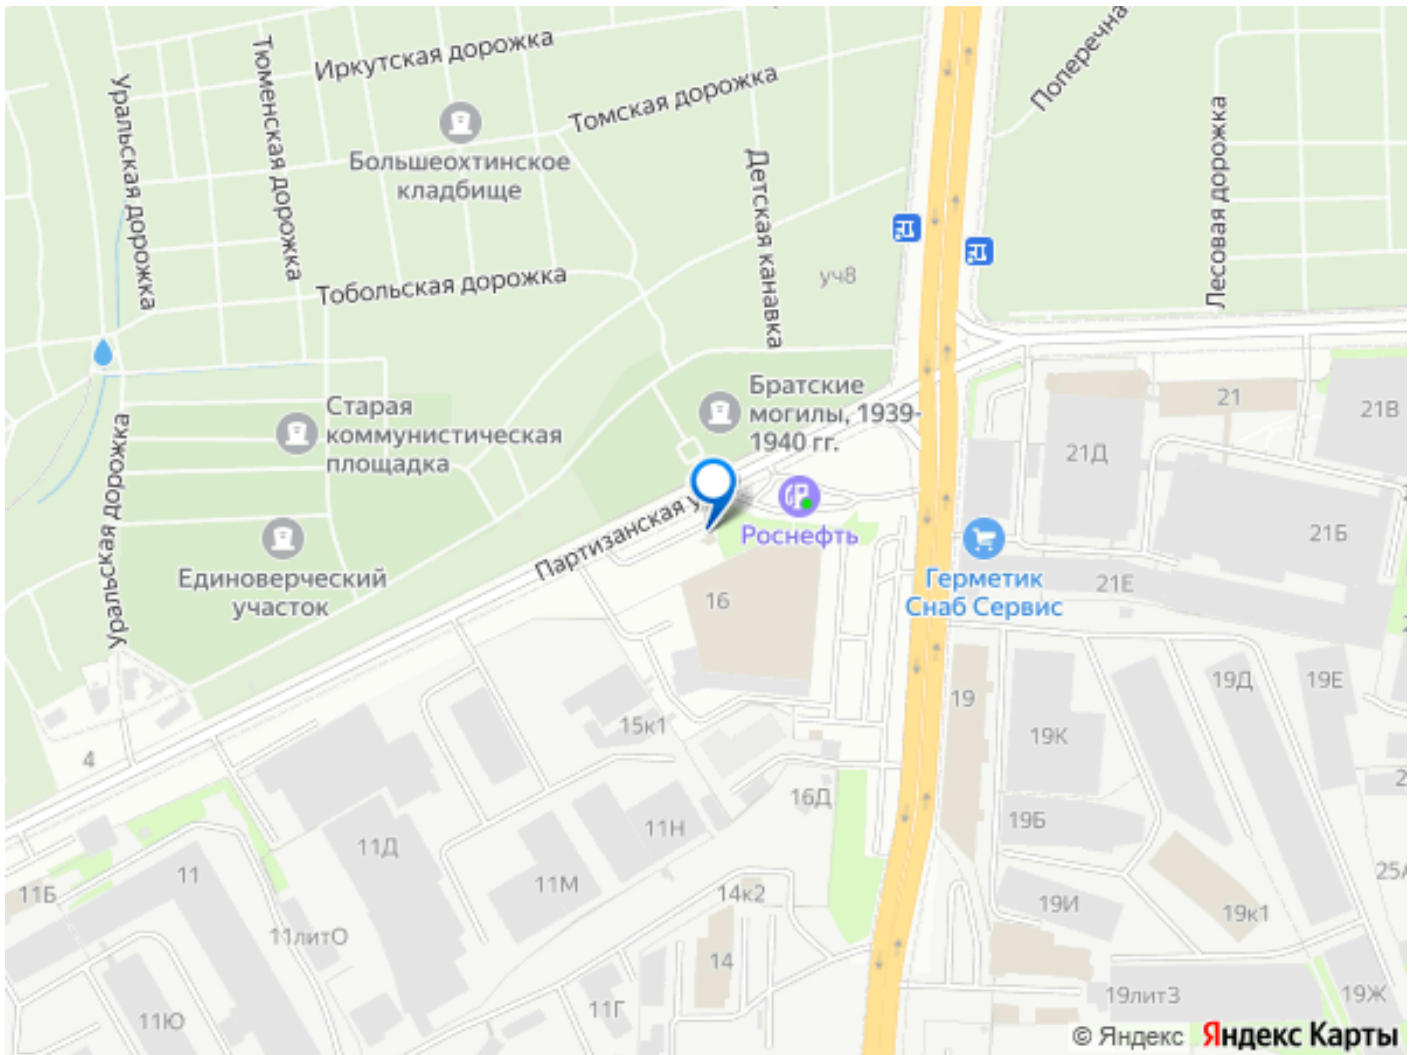 Иркутская дорожка
Поперечна
Тюменская дорожка
Уральская дорожка
Томская дорожка
Большеохтинское
кладбище
Лесовая дорожка
Детская канавка
Тобольская дорожка
уч8
Братские
могилы, 1939-
1940 гг.
21
21В
Старая
коммунистическая
площадка
21Д
Уральская дорожка
Партизанская у
Роснефть
21Б
Единоверческий
участок
Герметик
Снаб Сервис
21Е
16
19Д
19Е
19
15к1
19К
4
16Д
11Д
11Н
19Б
11
11М
14к2
25А
11Б
19И
19к1
11литО
14
19лит3
19Ж
11Г
11Ю
© Яндекс Яндекс Карты